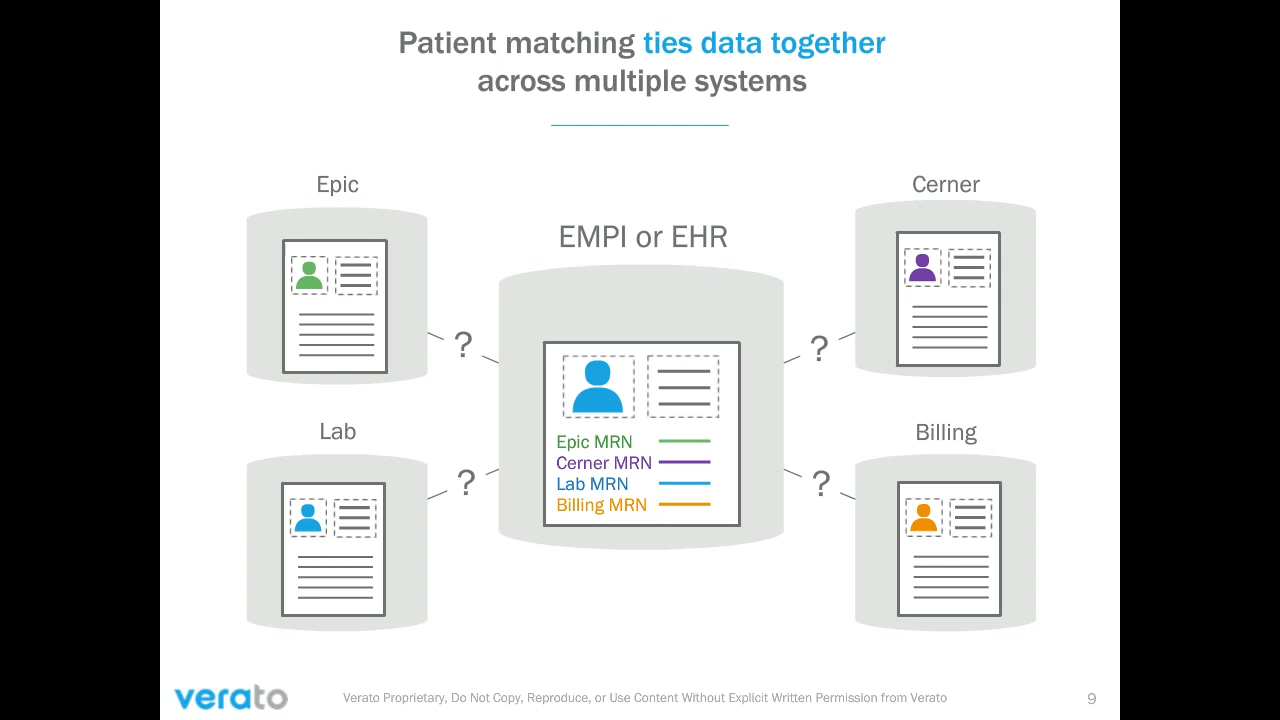 Patient matching ties data together
across multiple systems
Epic
Cerner
EMPI or EHR
?
?
Epic MRN
Cerner MRN
Lab MRN
Billing MRN
Lab
Billing
?
?
verato
Verato Proprietary, Do Not Copy, Reproduce, or Use Content Without Explicit Written Permission from Verato
9